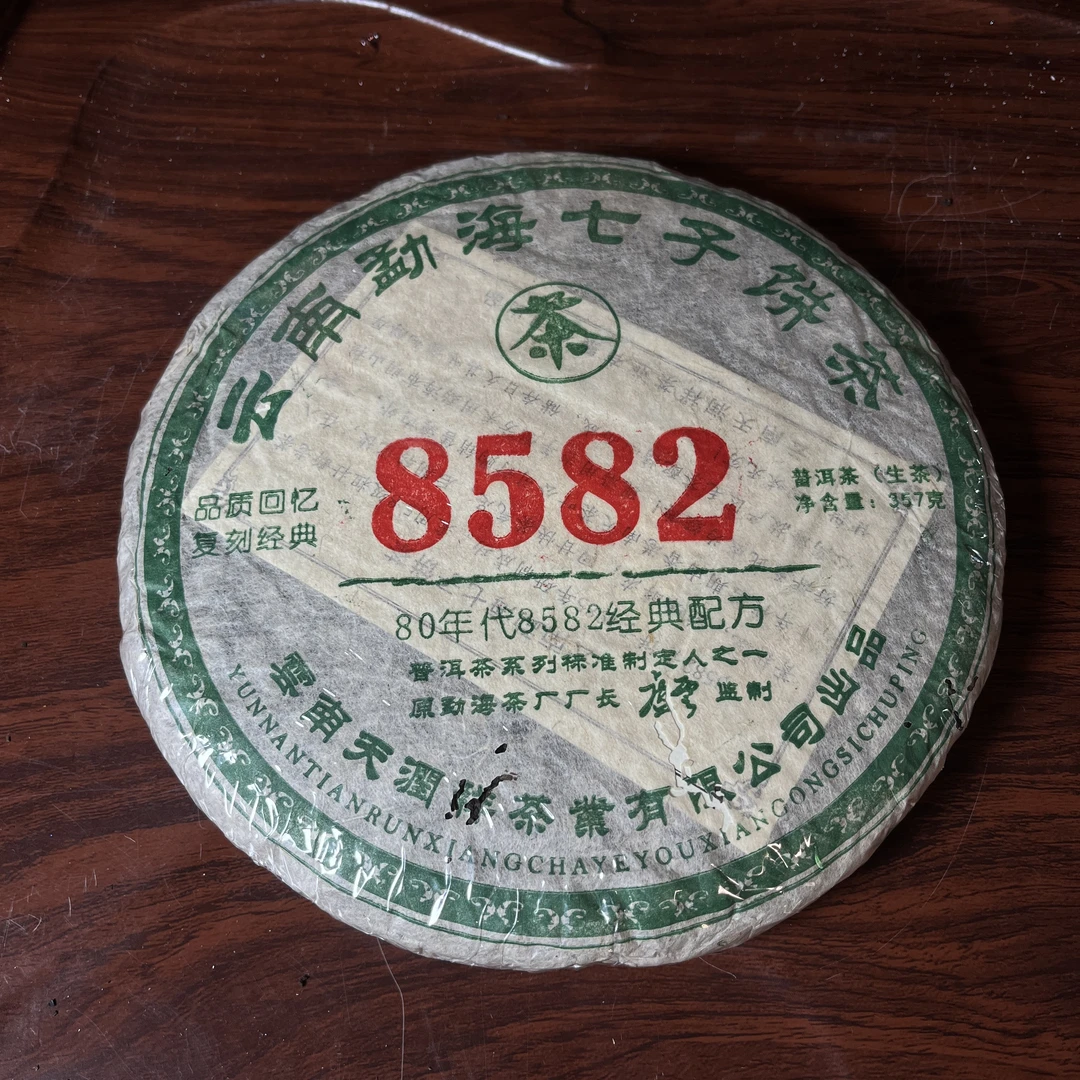 云南勐海七子饼茶
茶
8582
品质回忆
复刻经典
普洱茶（生茶）
净含量：357克
80年代8582经典配方
普洱茶系列标准制定人之一
原勐海茶厂厂长 监制
雲南天潤祥茶業有限公司出品
YUNNANTIANRUNXIANGCHAYEYOUXIANGONGSICHUPING